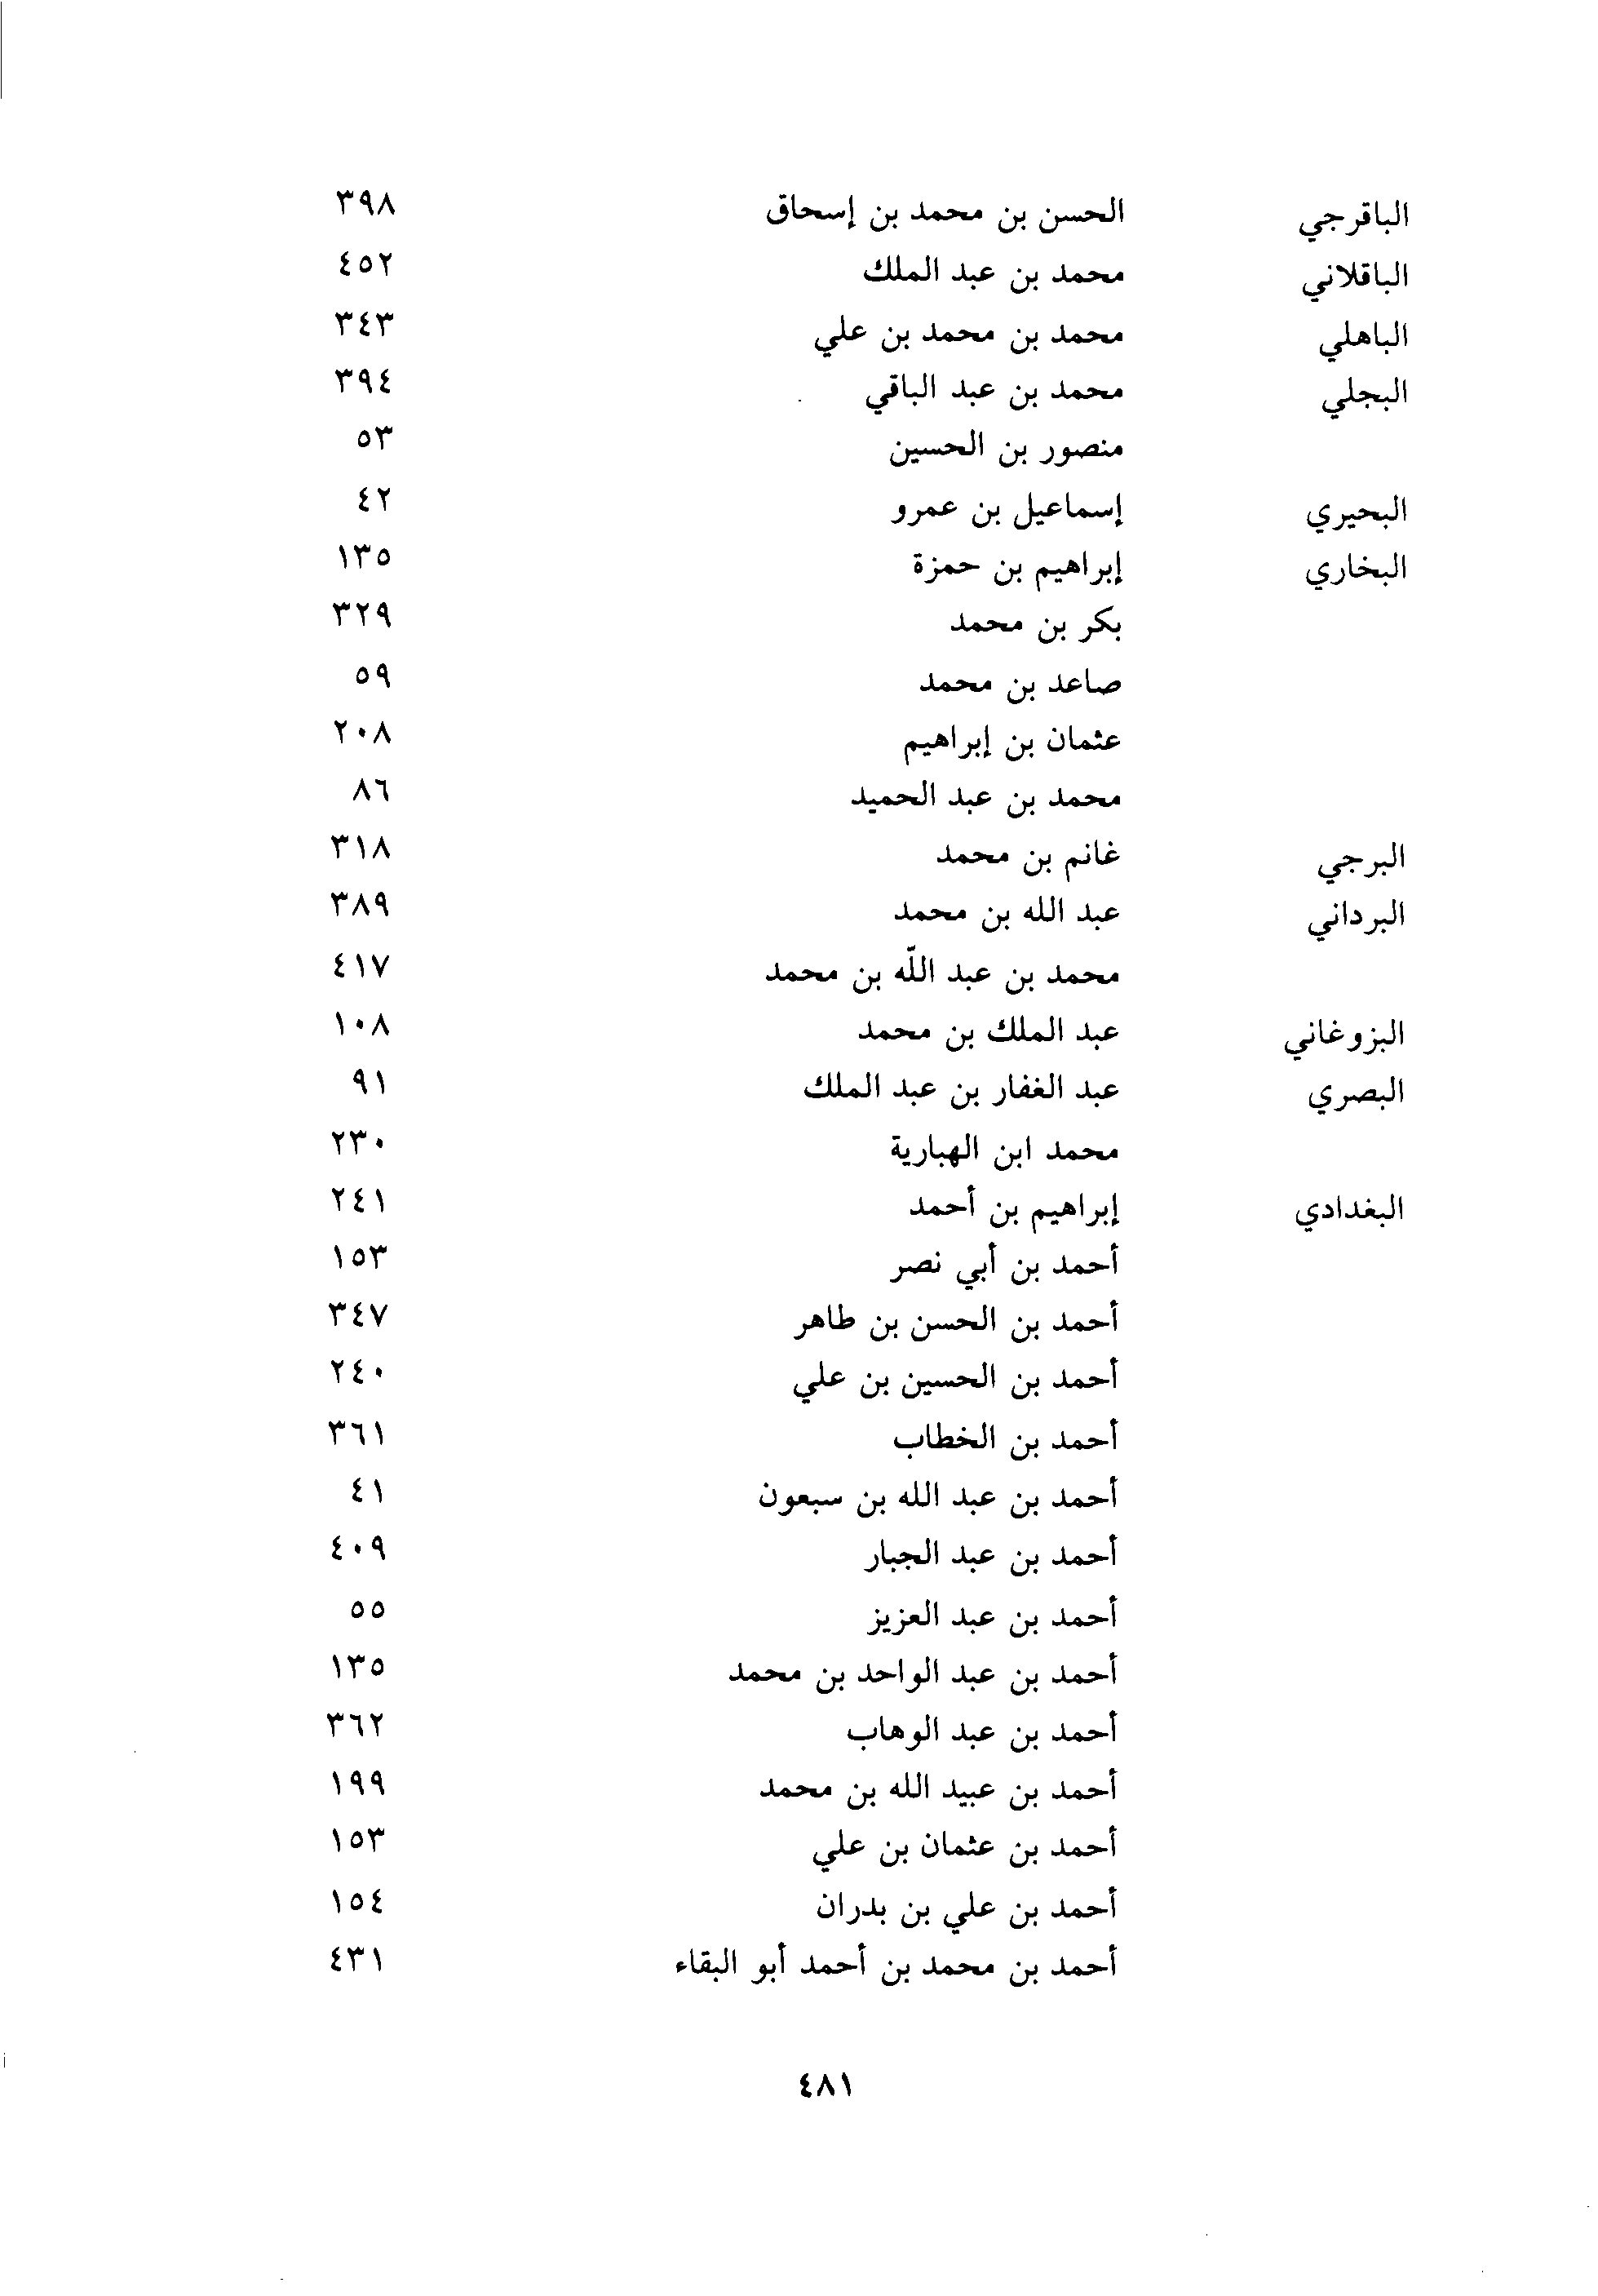 الباقرجي الحسن بن محمد بن إسحاق ٣٩٨
الباقلاني محمد بن عبد الملك ٤٥٢
الباهلي محمد بن محمد بن علي ٣٤٣
البجلي محمد بن عبد الباقي ٣٩٤
منصور بن الحسين ٥٣
البحيري إسماعيل بن عمرو ٤٢
البخاري إبراهيم بن حمزة ١٣٥
بكر بن محمد ٣٢٩
صاعد بن محمد ٥٩
عثمان بن إبراهيم ٢٠٨
محمد بن عبد الحميد ٨٦
البرجي غانم بن محمد ٣١٨
البرداني عبد الله بن محمد ٣٨٩
محمد بن عبد اللّه بن محمد ٤١٧
البزوغاني عبد الملك بن محمد ١٠٨
البصري عبد الغفار بن عبد الملك ٩١
محمد ابن الهبارية ٢٣٠
البغدادي إبراهيم بن أحمد ٢٤١
أحمد بن أبي نصر ١٥٣
أحمد بن الحسن بن طاهر ٣٤٧
أحمد بن الحسين بن علي ٢٤٠
أحمد بن الخطاب ٣٦١
أحمد بن عبد الله بن سبعون ٤١
أحمد بن عبد الجبار ٤٠٩
أحمد بن عبد العزيز ٥٥
أحمد بن عبد الواحد بن محمد ١٣٥
أحمد بن عبد الوهاب ٣٦٢
أحمد بن عبيد الله بن محمد ١٩٩
أحمد بن عثمان بن علي ١٥٣
أحمد بن علي بن بدران ١٥٤
أحمد بن محمد بن أحمد أبو البقاء ٤٣١
٤٨١